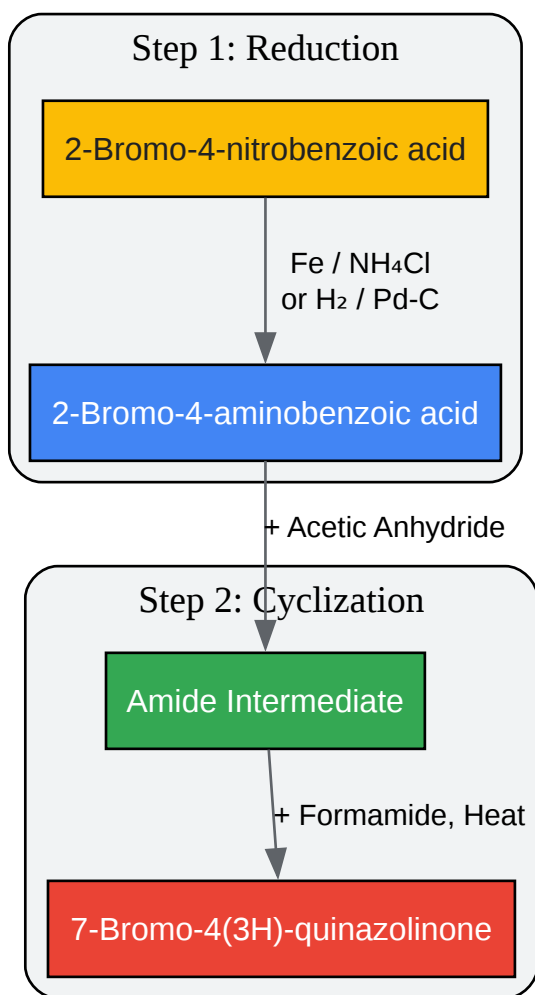 Step 1: Reduction
2-Bromo-4-nitrobenzoic acid
Fe / NH₄Cl
or H₂ / Pd-C
2-Bromo-4-aminobenzoic acid
+ Acetic Anhydride
Step 2: Cyclization
Amide Intermediate
+ Formamide, Heat
7-Bromo-4(3H)-quinazolinone